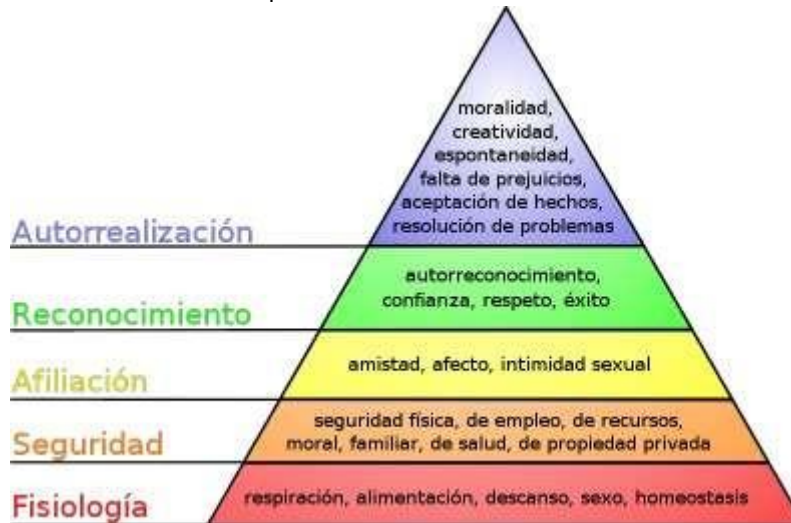 moralidad,
creatividad,
espontaneidad,
falta de prejuicios,
aceptación de hechos,
resolución de problemas
Autorrealización
autorreconocimiento,
confianza, respeto, éxito
Reconocimiento
amistad, afecto, intimidad sexual
Afiliación
seguridad física, de empleo, de recursos,
moral, familiar, de salud, de propiedad privada
Seguridad
respiración, alimentación, descanso, sexo, homeostasis
Fisiología